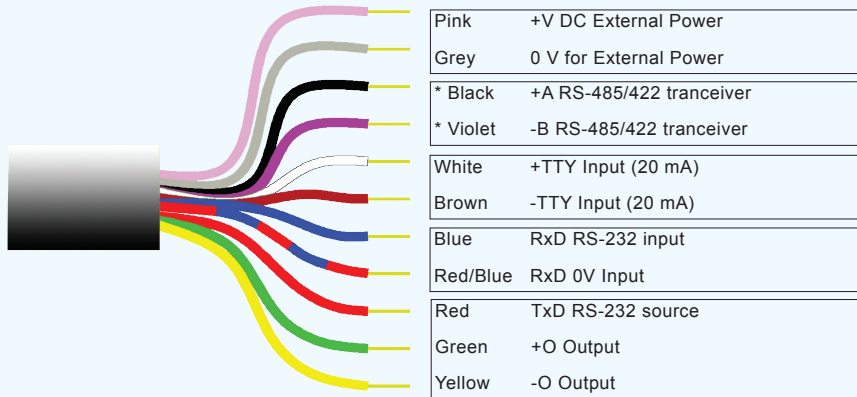 Pink +V DC External Power
Grey 0 V for External Power
* Black +A RS-485/422 tranceiver
* Violet -B RS-485/422 tranceiver
White +TTY Input (20 mA)
Brown -TTY Input (20 mA)
Blue RxD RS-232 input
Red/Blue RxD 0V Input
Red TxD RS-232 source
Green +O Output
Yellow -O Output